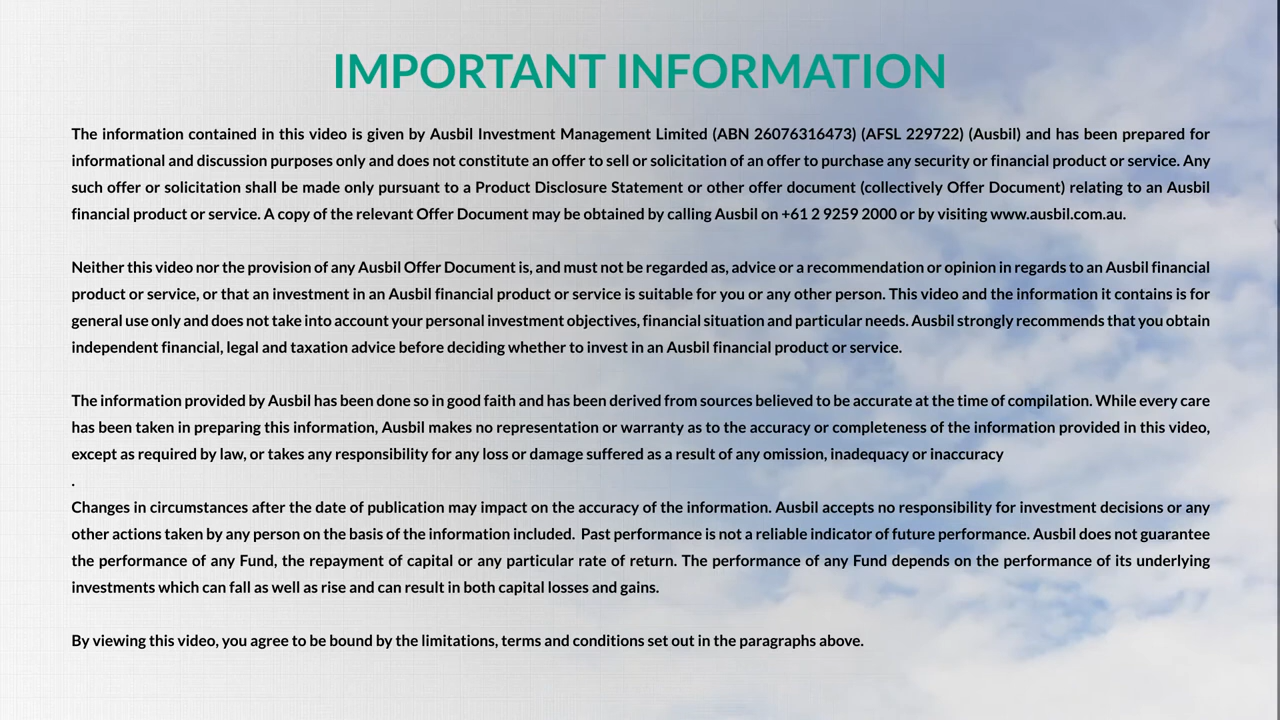 IMPORTANT INFORMATION
The information contained in this video is given by Ausbil Investment Management Limited (ABN 26076316473) (AFSL 229722) (Ausbil) and has been prepared for
informational and discussion purposes only and does not constitute an offer to sell or solicitation of an offer to purchase any security or financial product or service. Any
such offer or solicitation shall be made only pursuant to a Product Disclosure Statement or other offer document (collectively Offer Document) relating to an Ausbil
financial product or service. A copy of the relevant Offer Document may be obtained by calling Ausbil on +61 2 9259 2000 or by visiting www.ausbil.com.au.
Neither this video nor the provision of any Ausbil Offer Document is, and must not be regarded as, advice or a recommendation or opinion in regards to an Ausbil financial
product or service, or that an investment in an Ausbil financial product or service is suitable for you or any other person. This video and the information it contains is for
general use only and does not take into account your personal investment objectives, financial situation and particular needs. Ausbil strongly recommends that you obtain
independent financial, legal and taxation advice before deciding whether to invest in an Ausbil financial product or service.
The information provided by Ausbil has been done so in good faith and has been derived from sources believed to be accurate at the time of compilation. While every care
has been taken in preparing this information, Ausbil makes no representation or warranty as to the accuracy or completeness of the information provided in this video,
except as required by law, or takes any responsibility for any loss or damage suffered as a result of any omission, inadequacy or inaccuracy
.
Changes in circumstances after the date of publication may impact on the accuracy of the information. Ausbil accepts no responsibility for investment decisions or any
other actions taken by any person on the basis of the information included.  Past performance is not a reliable indicator of future performance. Ausbil does not guarantee
the performance of any Fund, the repayment of capital or any particular rate of return. The performance of any Fund depends on the performance of its underlying
investments which can fall as well as rise and can result in both capital losses and gains.
By viewing this video, you agree to be bound by the limitations, terms and conditions set out in the paragraphs above.